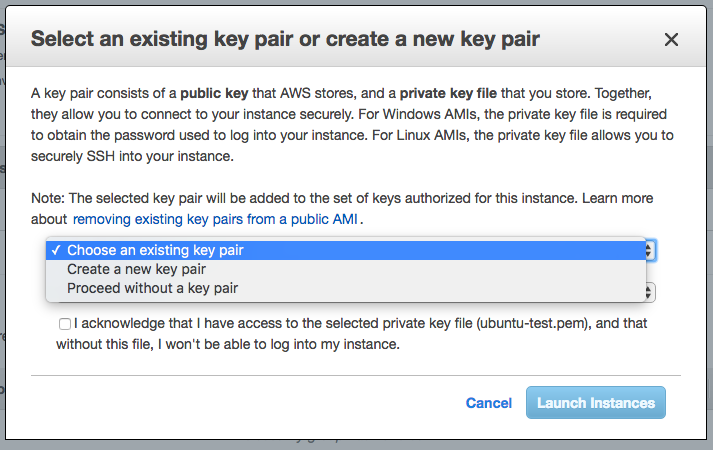 Select an existing key pair or create a new key pair
A key pair consists of a public key that AWS stores, and a private key file that you store. Together,
they allow you to connect to your instance securely. For Windows AMIs, the private key file is required
to obtain the password used to log into your instance. For Linux AMIs, the private key file allows you to
securely SSH into your instance.
Note: The selected key pair will be added to the set of keys authorized for this instance. Learn more
about removing existing key pairs from a public AMI.
✓ Choose an existing key pair
Create a new key pair
Proceed without a key pair
I acknowledge that I have access to the selected private key file (ubuntu-test.pem), and that
without this file, I won't be able to log into my instance.
Cancel Launch Instances